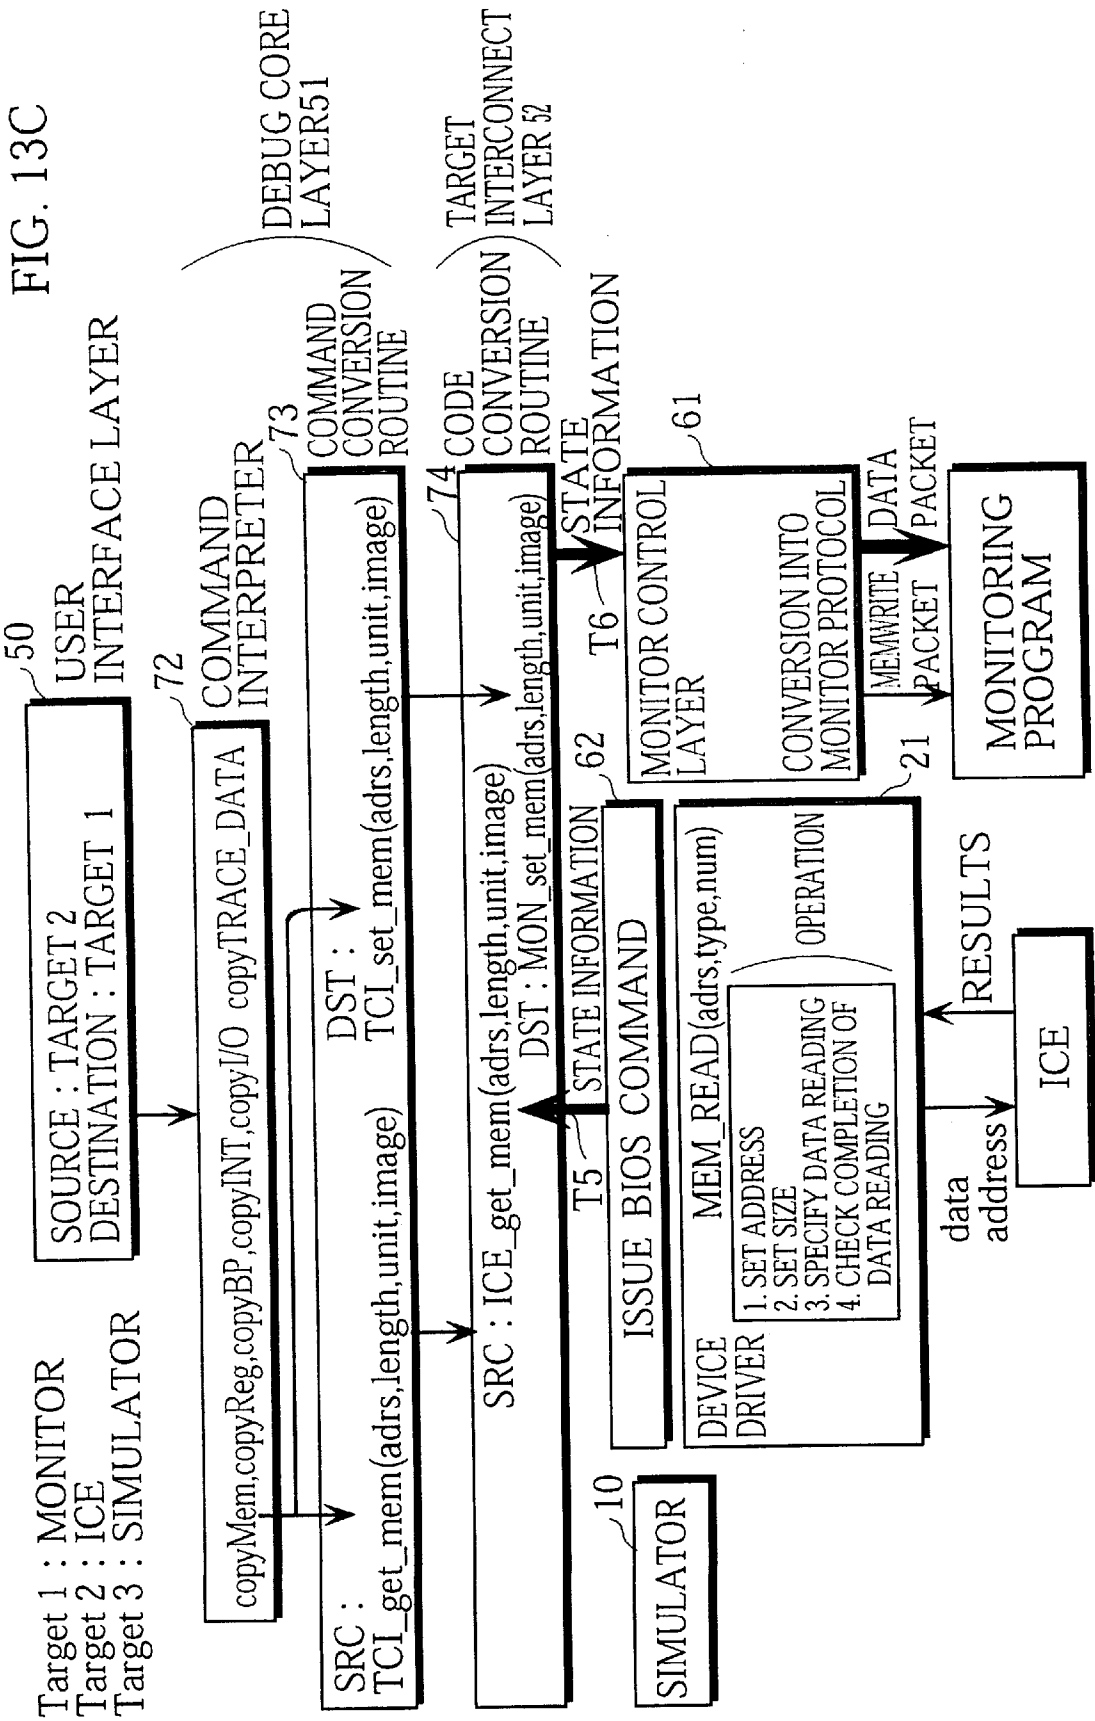 FIG. 13C
Target 1 : MONITOR
Target 2 : ICE
Target 3 : SIMULATOR
50
USER
INTERFACE LAYER
SOURCE : TARGET 2
DESTINATION : TARGET 1
72
COMMAND
INTERPRETER
copyMem,copyReg,copyBP,copyINT,copyI/O copyTRACE_DATA
DEBUG CORE
LAYER51
73
COMMAND
CONVERSION
ROUTINE
SRC :
TCI_get_mem(adrs,length,unit,image)
DST :
TCI_set_mem(adrs,length,unit,image)
TARGET
INTERCONNECT
LAYER 52
74
CODE
CONVERSION
ROUTINE
SRC : ICE_get_mem(adrs,length,unit,image)
DST : MON_set_mem(adrs,length,unit,image)
T5
STATE INFORMATION
T6
STATE
INFORMATION
10
SIMULATOR
62
ISSUE BIOS COMMAND
61
MONITOR CONTROL
LAYER
CONVERSION INTO
MONITOR PROTOCOL
21
DEVICE
DRIVER
MEM_READ(adrs,type,num)
1. SET ADDRESS
2. SET SIZE
3. SPECIFY DATA READING
4. CHECK COMPLETION OF
DATA READING
OPERATION
MEMWRITE
PACKET
DATA
PACKET
MONITORING
PROGRAM
data
address
RESULTS
ICE